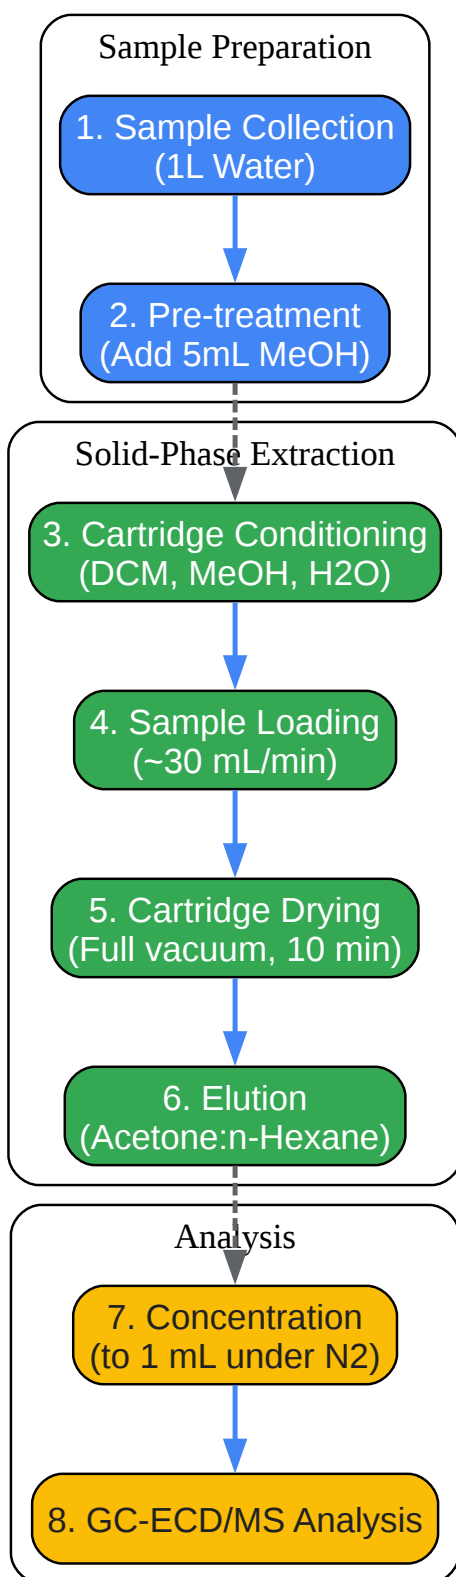 Sample Preparation
1. Sample Collection
(1L Water)
2. Pre-treatment
(Add 5mL MeOH)
Solid-Phase Extraction
3. Cartridge Conditioning
(DCM, MeOH, H2O)
4. Sample Loading
(~30 mL/min)
5. Cartridge Drying
(Full vacuum, 10 min)
6. Elution
(Acetone:n-Hexane)
Analysis
7. Concentration
(to 1 mL under N2)
8. GC-ECD/MS Analysis